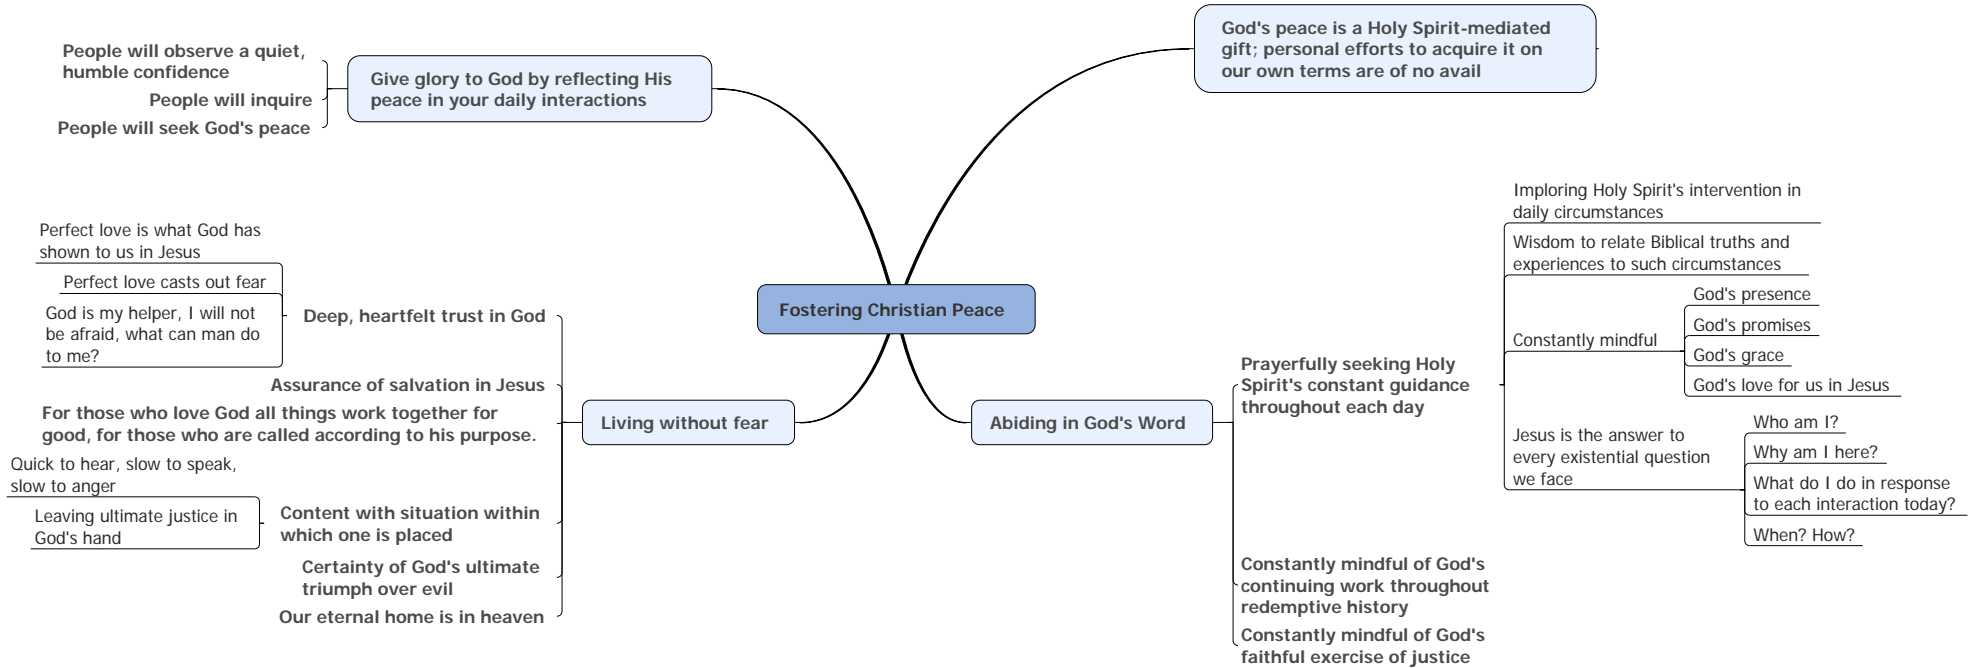 Fostering Christian Peace
God's peace is a Holy Spirit-mediated
gift; personal efforts to acquire it on
our own terms are of no avail
Abiding in God's Word
Prayerfully seeking Holy
Spirit's constant guidance
throughout each day
Imploring Holy Spirit's intervention in
daily circumstances
Wisdom to relate Biblical truths and
experiences to such circumstances
Constantly mindful
God's presence
God's promises
God's grace
God's love for us in Jesus
Jesus is the answer to
every existential question
we face
Who am I?
Why am I here?
What do I do in response
to each interaction today?
When? How?
Constantly mindful of God's
continuing work throughout
redemptive history
Constantly mindful of God's
faithful exercise of justice
Living without fear
Deep, heartfelt trust in God
Perfect love is what God has
shown to us in Jesus
Perfect love casts out fear
God is my helper, I will not
be afraid, what can man do
to me?
Assurance of salvation in Jesus
For those who love God all things work together for
good, for those who are called according to his purpose.
Content with situation within
which one is placed
Quick to hear, slow to speak,
slow to anger
Leaving ultimate justice in
God's hand
Certainty of God's ultimate
triumph over evil
Our eternal home is in heaven
Give glory to God by reflecting His
peace in your daily interactions
People will observe a quiet,
humble confidence
People will inquire
People will seek God's peace